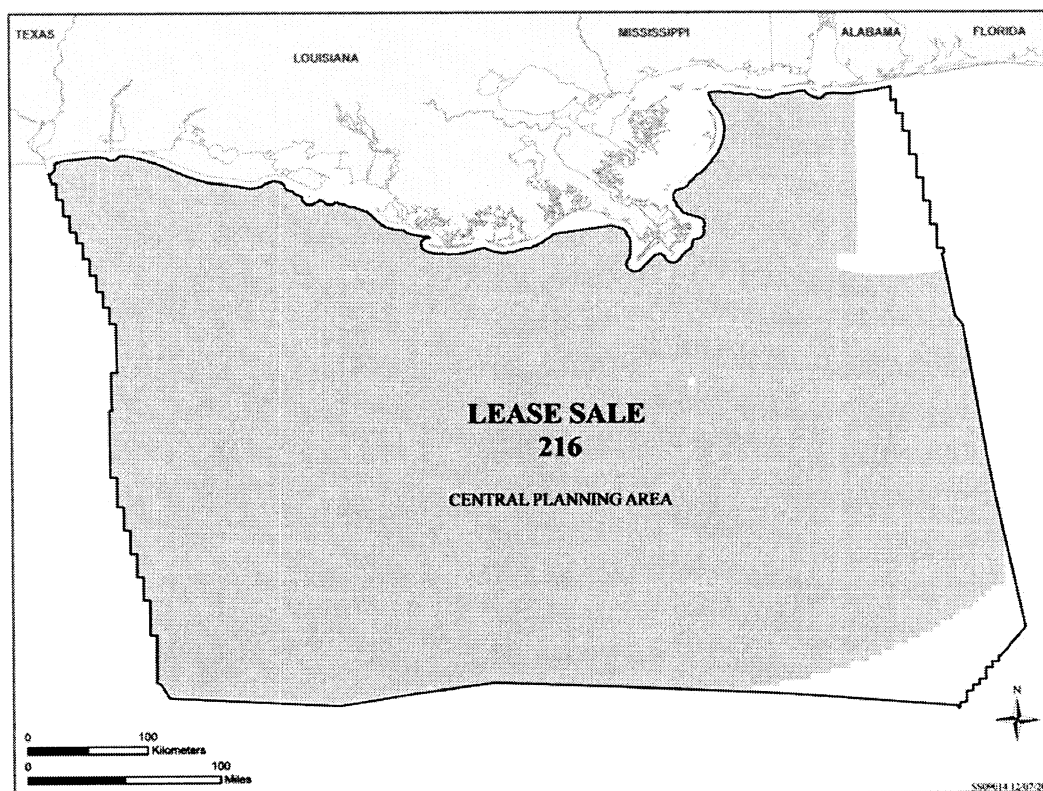 TEXAS
LOUISIANA
MISSISSIPPI
ALABAMA
FLORIDA
LEASE SALE
216
CENTRAL PLANNING AREA
N
0 100
Kilometers
0 100
Miles